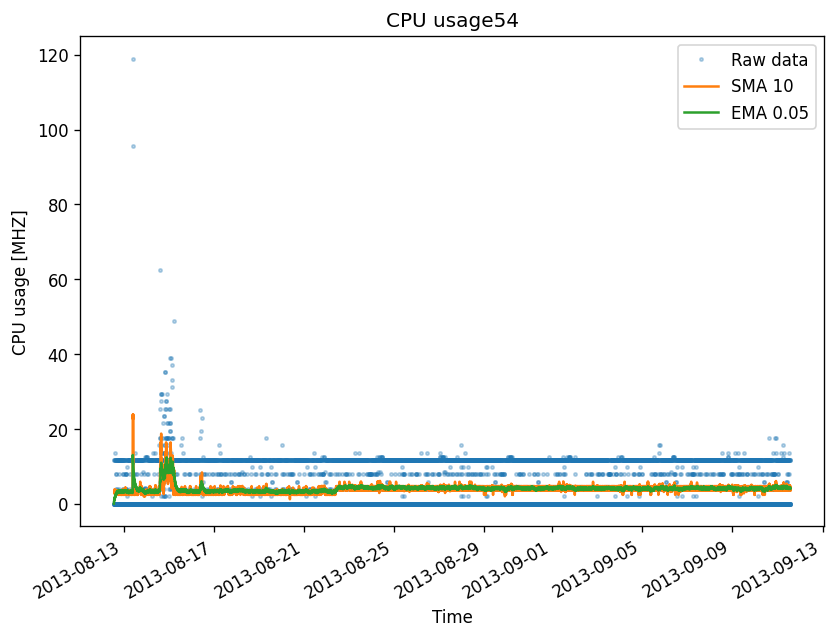 CPU usage54
Raw data
SMA 10
EMA 0.05
CPU usage [MHZ]
120
100
80
60
40
20
0
2013-08-13
2013-08-17
2013-08-21
2013-08-25
2013-08-29
2013-09-01
2013-09-05
2013-09-09
2013-09-13
Time